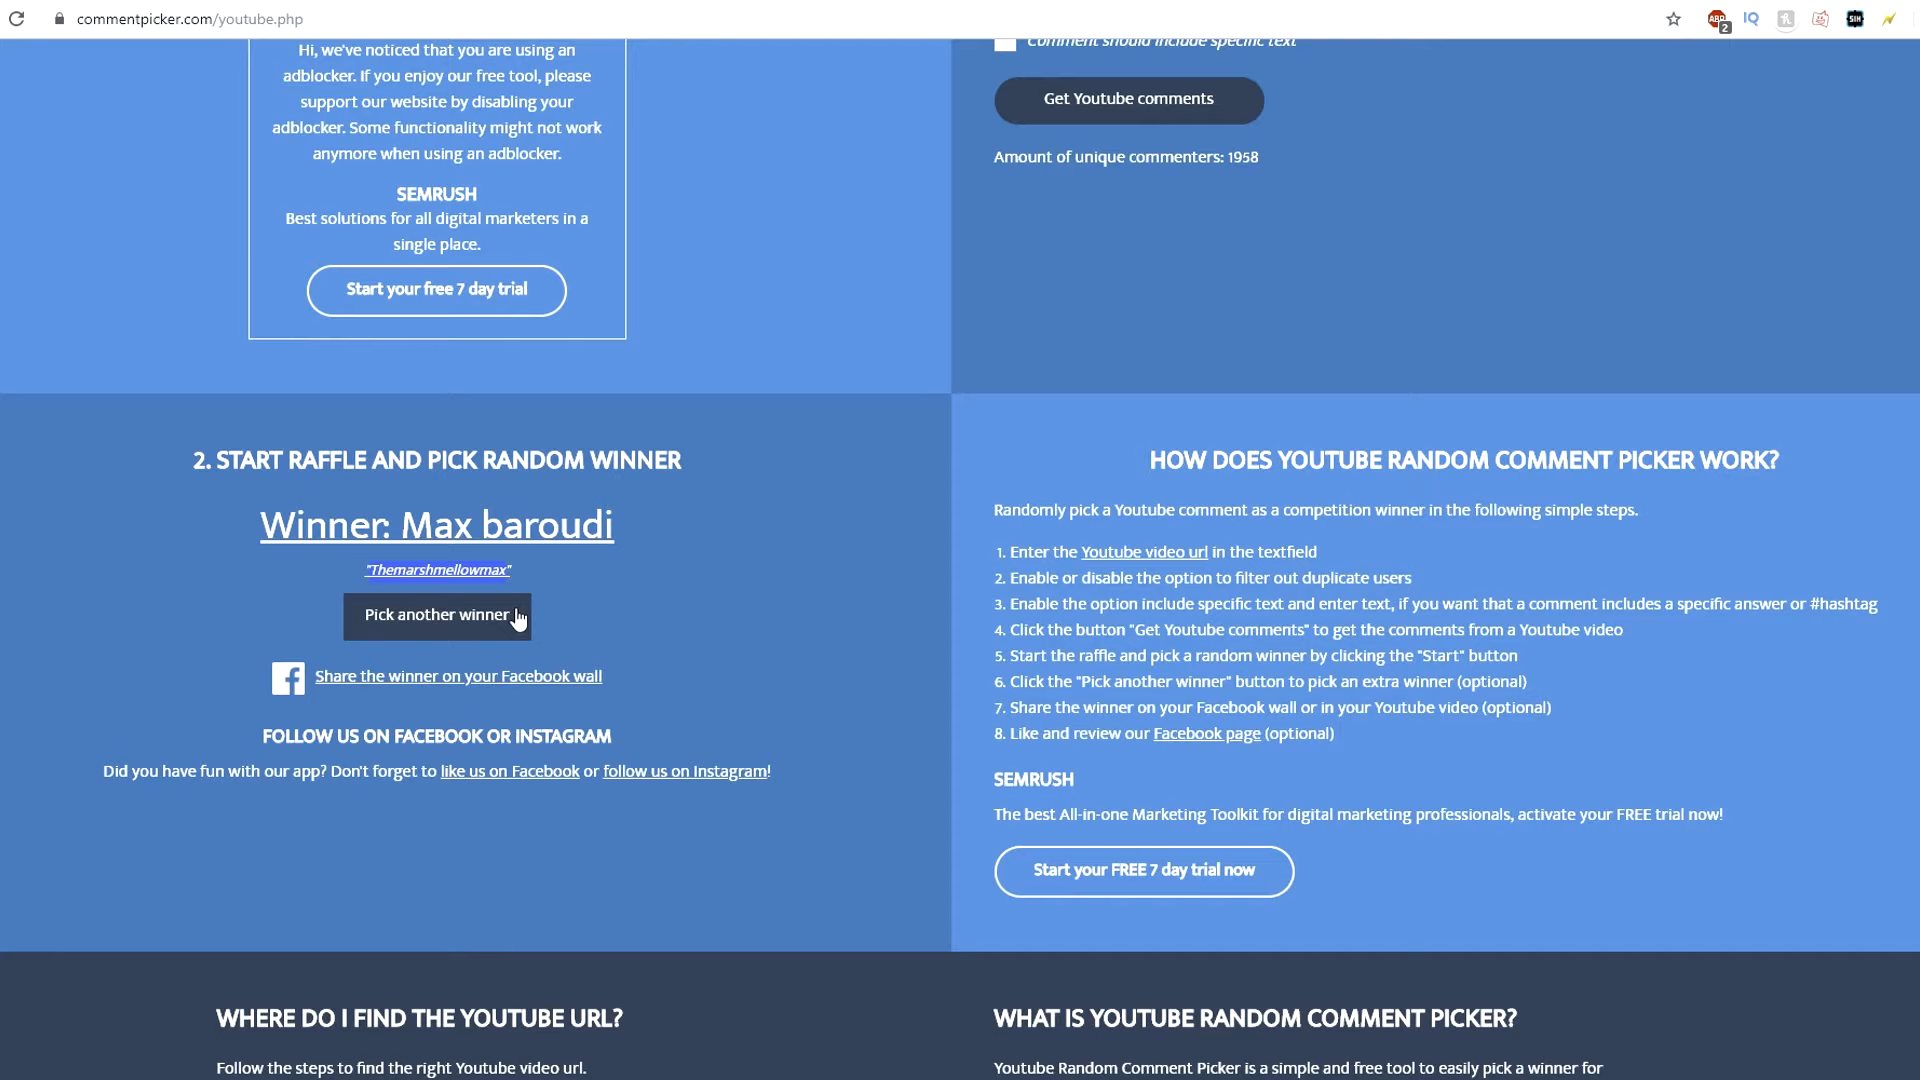 commentpicker.com/youtube.php
ABP
2
IQ
SIH
Hi, we've noticed that you are using an
adblocker. If you enjoy our free tool, please
support our website by disabling your
adblocker. Some functionality might not work
anymore when using an adblocker.
SEMRUSH
Best solutions for all digital marketers in a
single place.
Start your free 7 day trial
Comment should include specific text
Get Youtube comments
Amount of unique commenters: 1958
2. START RAFFLE AND PICK RANDOM WINNER
Winner: Max baroudi
"Themarshmellowmax"
Pick another winner
Share the winner on your Facebook wall
FOLLOW US ON FACEBOOK OR INSTAGRAM
Did you have fun with our app? Don't forget to like us on Facebook or follow us on Instagram!
HOW DOES YOUTUBE RANDOM COMMENT PICKER WORK?
Randomly pick a Youtube comment as a competition winner in the following simple steps.
1. Enter the Youtube video url in the textfield
2. Enable or disable the option to filter out duplicate users
3. Enable the option include specific text and enter text, if you want that a comment includes a specific answer or #hashtag
4. Click the button "Get Youtube comments" to get the comments from a Youtube video
5. Start the raffle and pick a random winner by clicking the "Start" button
6. Click the "Pick another winner" button to pick an extra winner (optional)
7. Share the winner on your Facebook wall or in your Youtube video (optional)
8. Like and review our Facebook page (optional)
SEMRUSH
The best All-in-one Marketing Toolkit for digital marketing professionals, activate your FREE trial now!
Start your FREE 7 day trial now
WHERE DO I FIND THE YOUTUBE URL?
Follow the steps to find the right Youtube video url.
WHAT IS YOUTUBE RANDOM COMMENT PICKER?
Youtube Random Comment Picker is a simple and free tool to easily pick a winner for